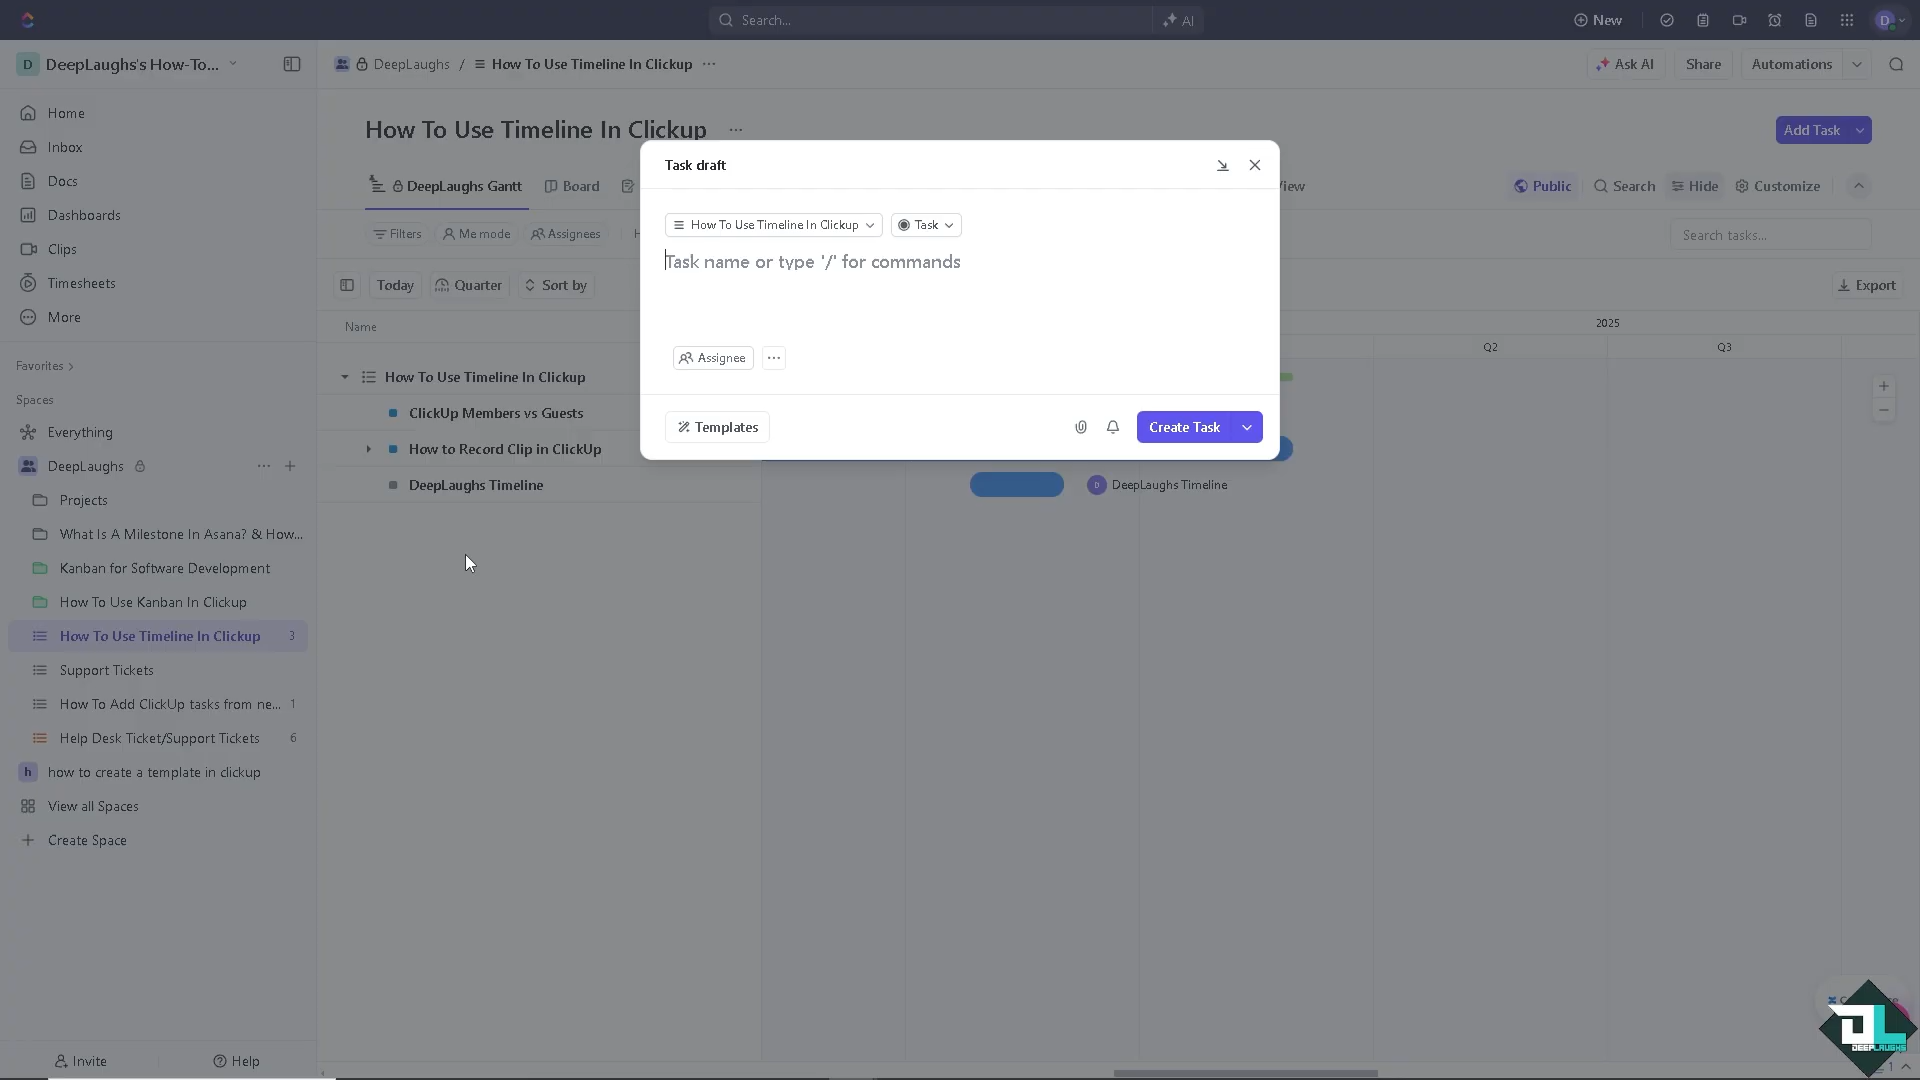 Search...
AI
New
D
D
DeepLaughs's How-To...
DeepLaughs / How To Use Timeline In Clickup
Ask AI
Share
Automations
Home
Inbox
Docs
Dashboards
Clips
Timesheets
More
Favorites
Spaces
Everything
DeepLaughs
Projects
What Is A Milestone In Asana? & How...
Kanban for Software Development
How To Use Kanban In Clickup
How To Use Timeline In Clickup 3
Support Tickets
How To Add ClickUp tasks from ne... 1
Help Desk Ticket/Support Tickets 6
h how to create a template in clickup
View all Spaces
Create Space
Invite
Help
How To Use Timeline In Clickup
Add Task
DeepLaughs Gantt
Board
View
Public
Search
Hide
Customize
Filters
Me mode
Assignees
Search tasks...
Today
Quarter
Sort by
Export
Name
2025
Q2
Q3
How To Use Timeline In Clickup
ClickUp Members vs Guests
How to Record Clip in ClickUp
DeepLaughs Timeline
D DeepLaughs Timeline
Task draft
How To Use Timeline In Clickup
Task
Task name or type '/' for commands
Assignee
Templates
Create Task
DL
DEEPLAUGHS
1